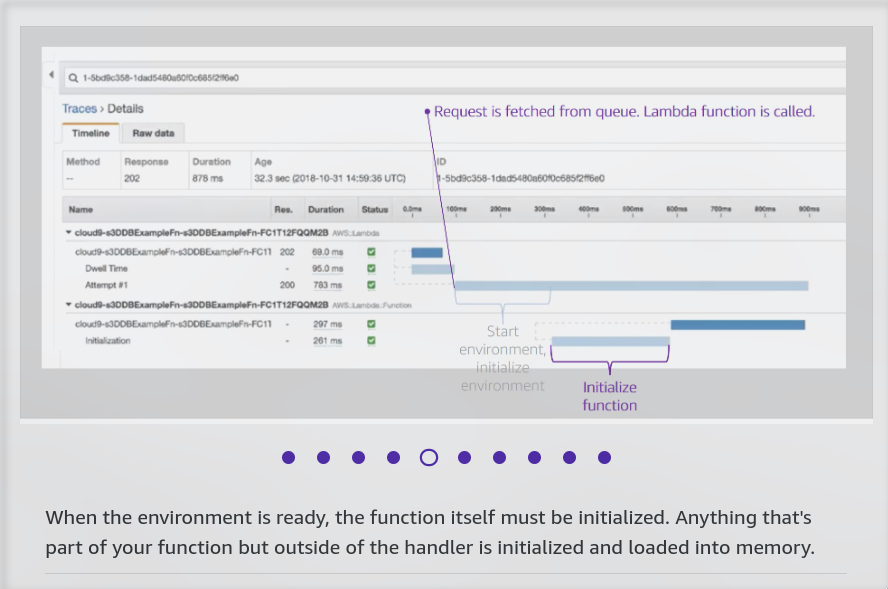 1-5bd9c358-1dad5480a60f0c685f2ff6e0
Traces > Details
Request is fetched from queue. Lambda function is called.
Timeline Raw data
Method Response Duration Age ID
-- 202 878 ms 32.3 sec (2018-10-31 14:59:36 UTC) 1-5bd9c358-1dad5480a60f0c685f2ff6e0
Name Res. Duration Status 0.0ms 100ms 200ms 300ms 400ms 500ms 600ms 700ms 800ms 900ms
cloud9-s3DDBExampleFn-s3DDBExampleFn-FC1T12FQQM2B AWS::Lambda
cloud9-s3DDBExampleFn-s3DDBExampleFn-FC1T 202 69.0 ms
Dwell Time - 95.0 ms
Attempt #1 200 783 ms
cloud9-s3DDBExampleFn-s3DDBExampleFn-FC1T12FQQM2B AWS::Lambda::Function
cloud9-s3DDBExampleFn-s3DDBExampleFn-FC1T - 297 ms
Initialization - 261 ms
Start
environment,
initialize
environment
Initialize
function
When the environment is ready, the function itself must be initialized. Anything that's
part of your function but outside of the handler is initialized and loaded into memory.